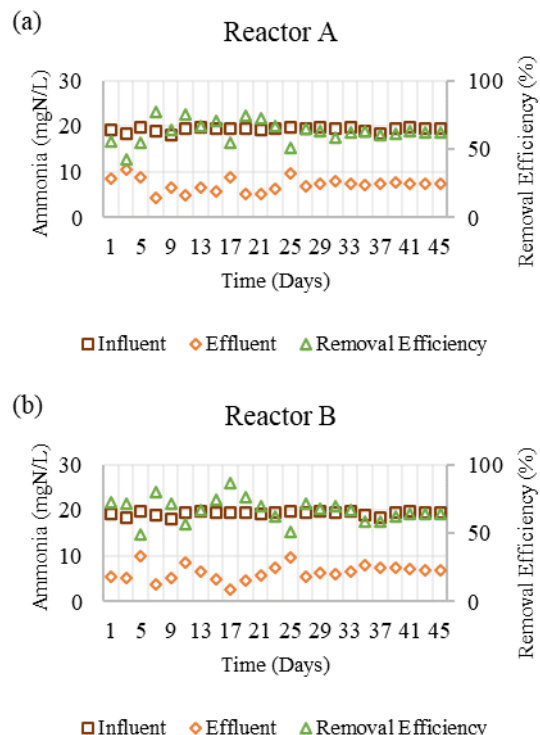 (a)
Reactor A
Ammonia (mgN/L)
30
20
10
0
100
50
0
Removal Efficiency (%)
1 5 9 13 17 21 25 29 33 37 41 45
Time (Days)
Influent Effluent Removal Efficiency
(b)
Reactor B
Ammonia (mgN/L)
30
20
10
0
100
50
0
Removal Efficiency (%)
1 5 9 13 17 21 25 29 33 37 41 45
Time (Days)
Influent Effluent Removal Efficiency